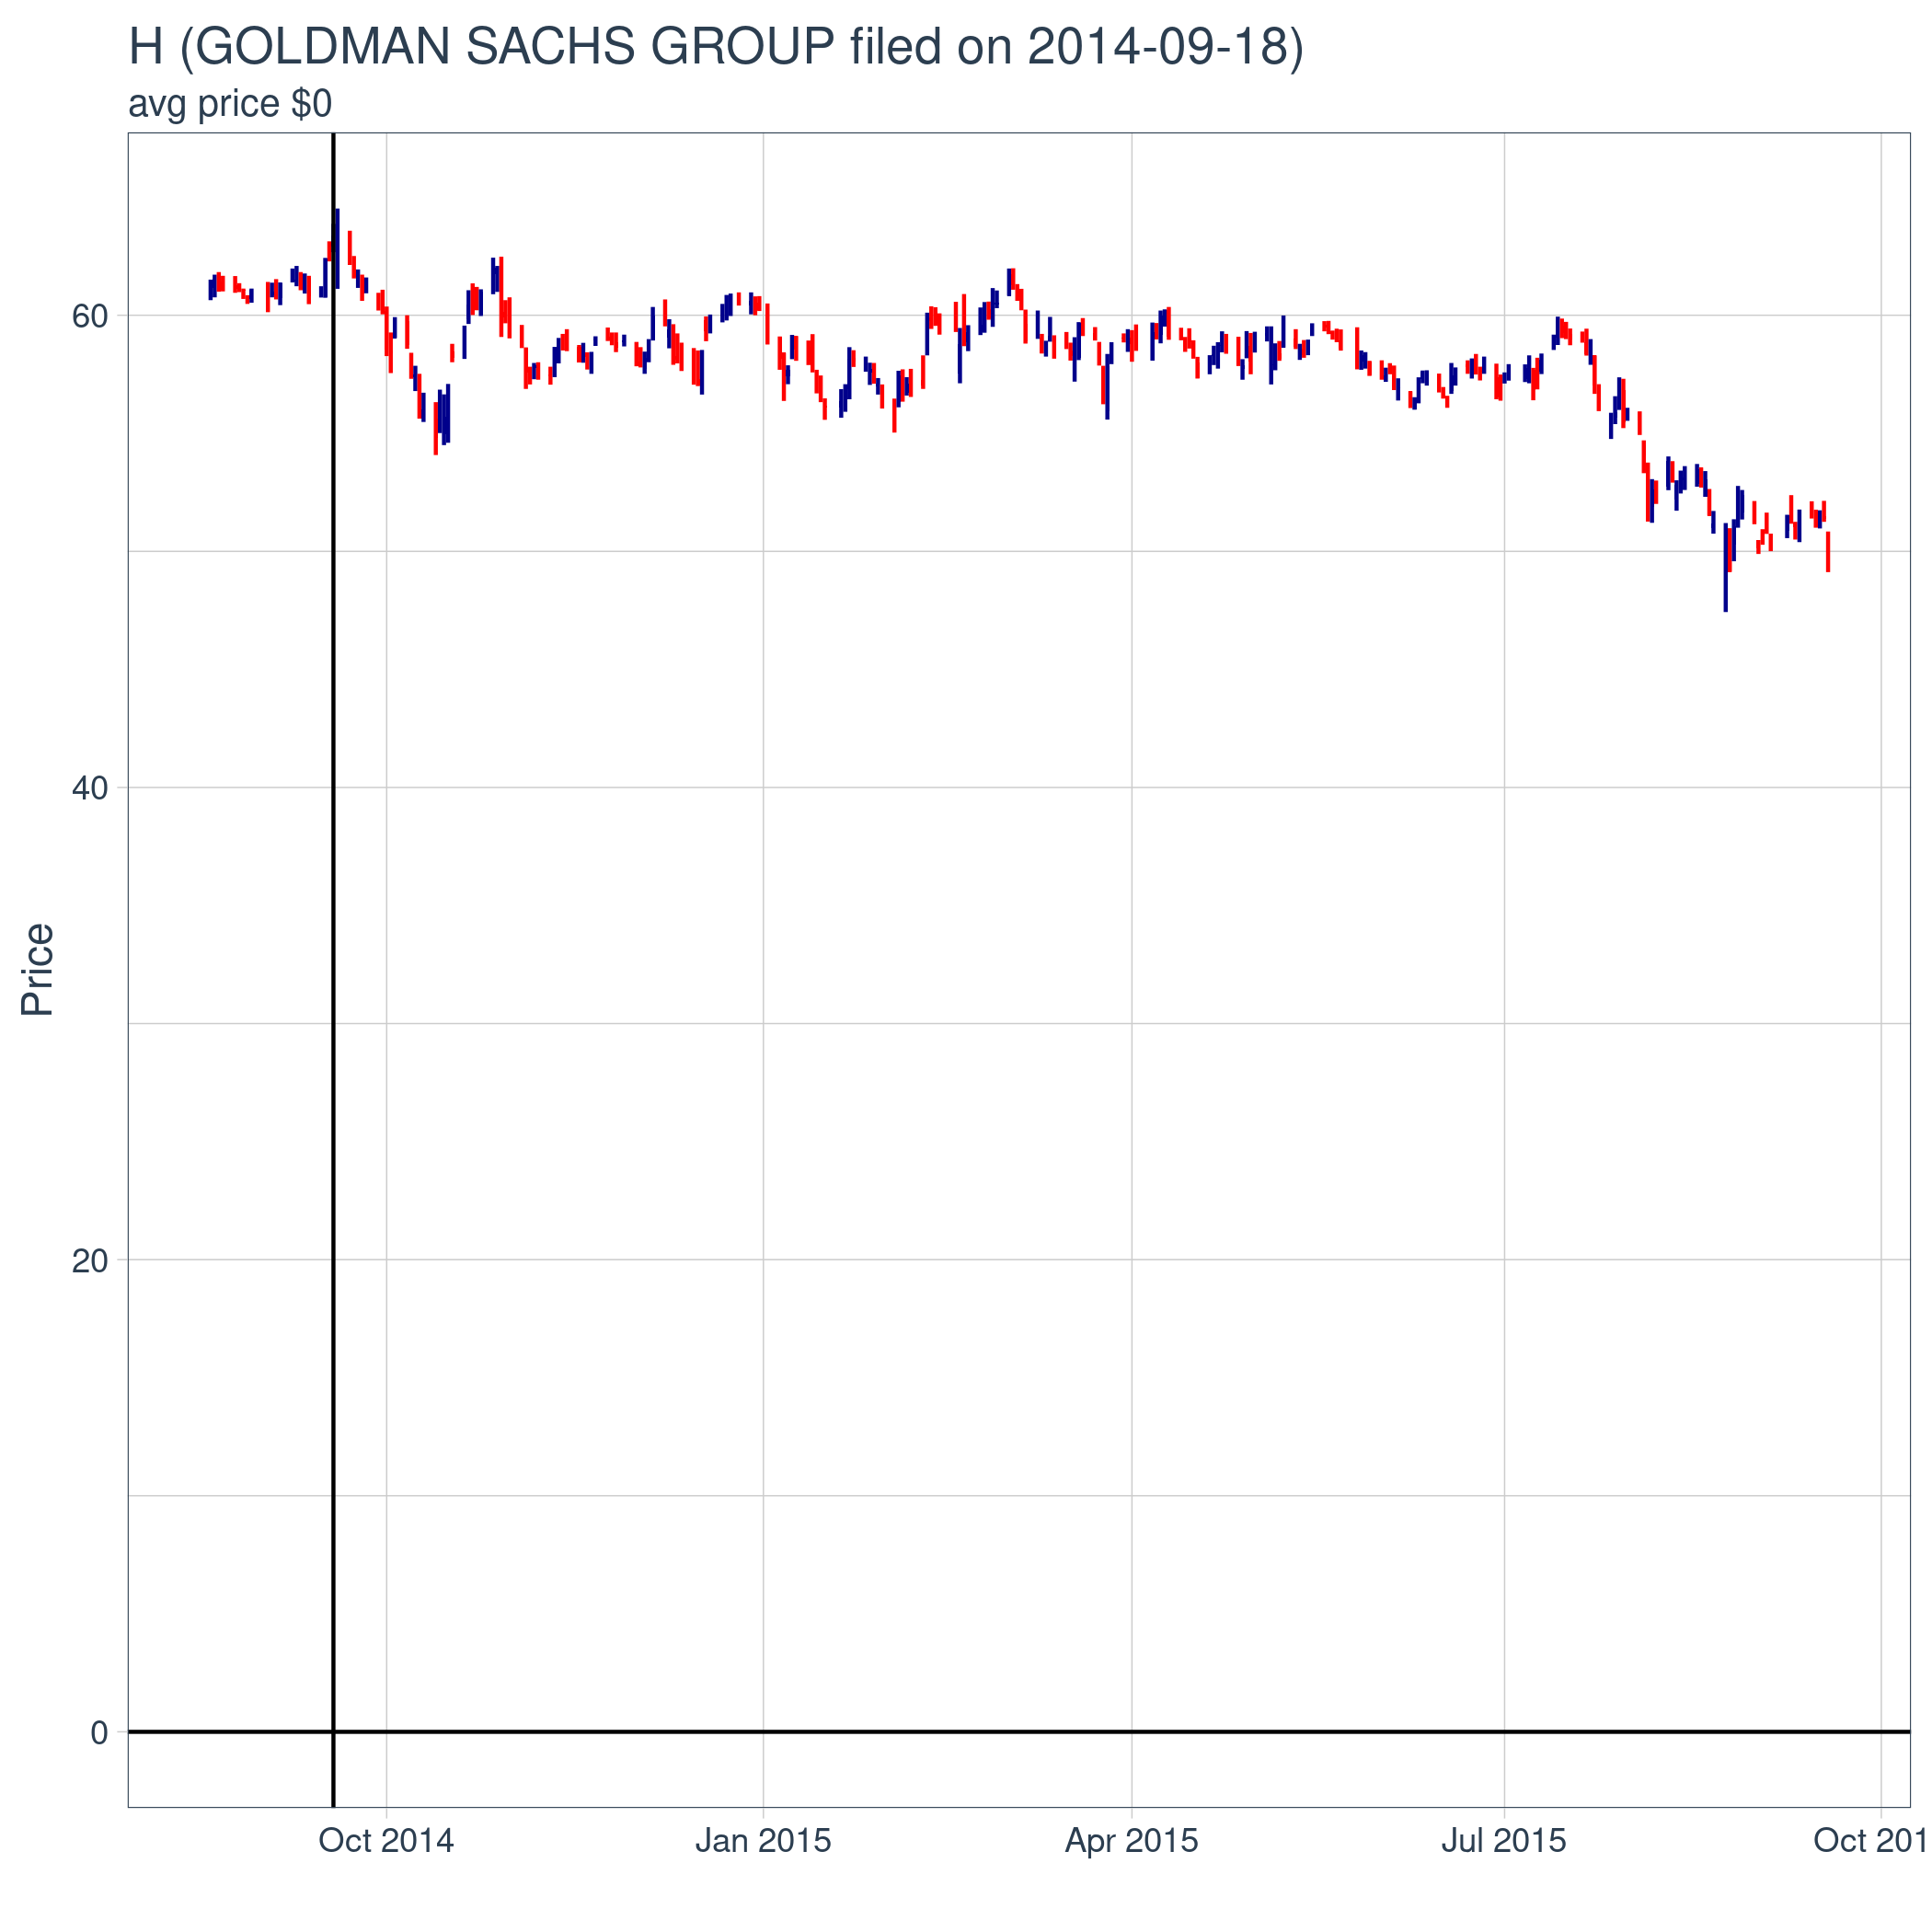 H (GOLDMAN SACHS GROUP filed on 2014-09-18)
avg price $0
Price
60
40
20
0
Oct 2014 Jan 2015 Apr 2015 Jul 2015 Oct 201